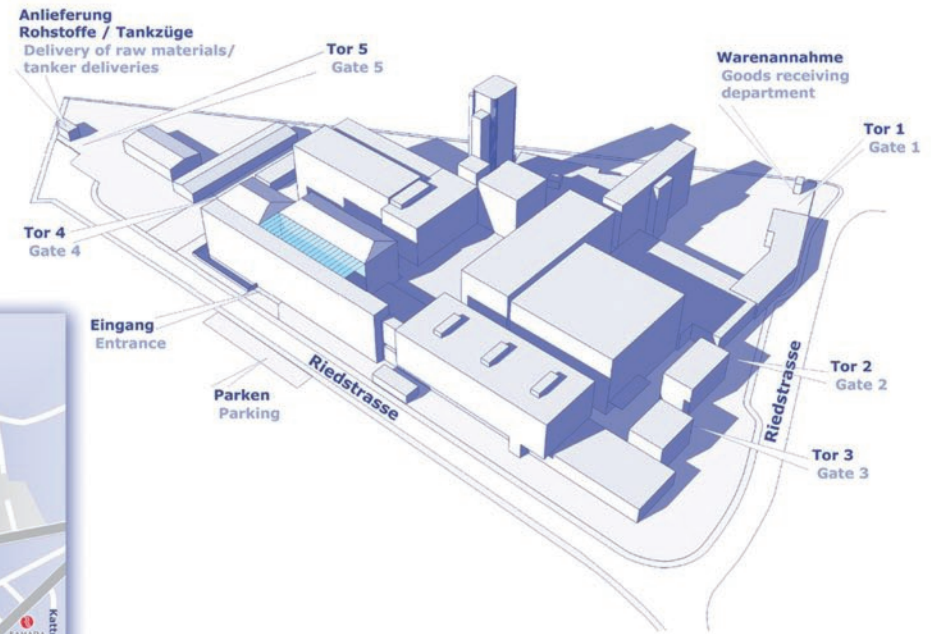 Anlieferung
Rohstoffe / Tankzüge
Delivery of raw materials/
tanker deliveries
Tor 5
Gate 5
Warenannahme
Goods receiving
department
Tor 1
Gate 1
Tor 4
Gate 4
Eingang
Entrance
Parken
Parking
Riedstrasse
Riedstrasse
Tor 2
Gate 2
Tor 3
Gate 3